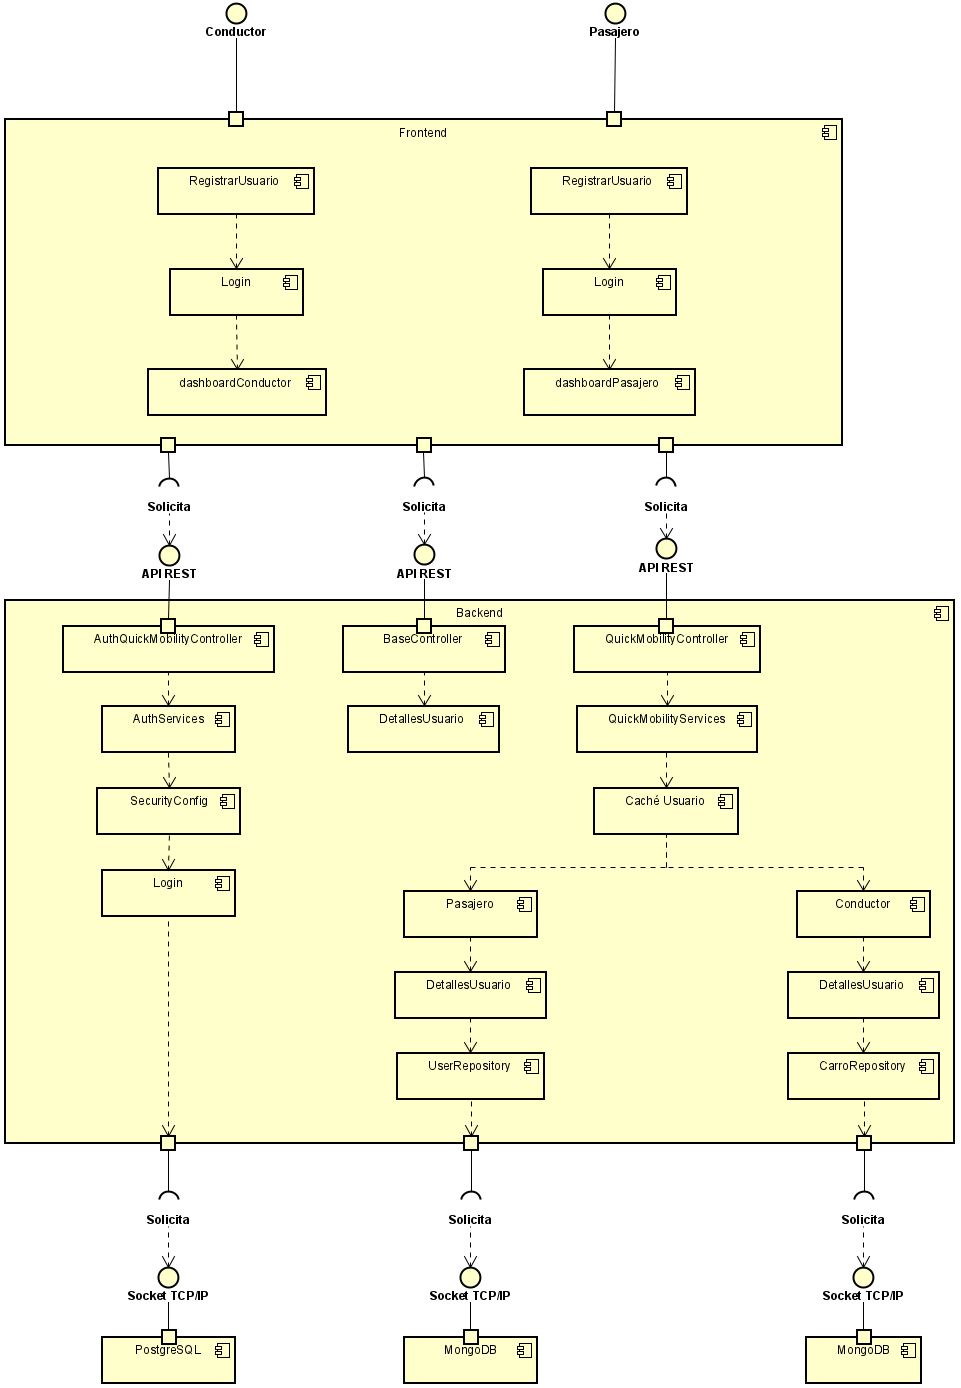 Conductor
Pasajero
Frontend
RegistrarUsuario
RegistrarUsuario
Login
Login
dashboardConductor
dashboardPasajero
Solicita
Solicita
Solicita
API REST
API REST
API REST
Backend
AuthQuickMobilityController
BaseController
QuickMobilityController
AuthServices
DetallesUsuario
QuickMobilityServices
SecurityConfig
Caché Usuario
Login
Pasajero
Conductor
DetallesUsuario
DetallesUsuario
UserRepository
CarroRepository
Solicita
Solicita
Solicita
Socket TCP/IP
Socket TCP/IP
Socket TCP/IP
PostgreSQL
MongoDB
MongoDB